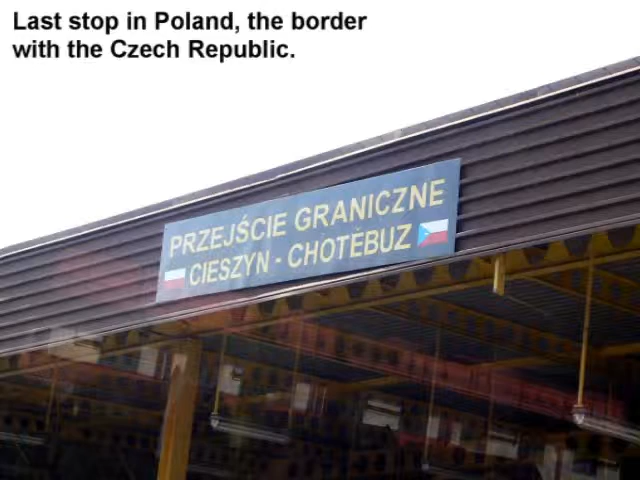 Last stop in Poland, the border
with the Czech Republic.
PRZEJŚCIE GRANICZNE
CIESZYN - CHOTĚBUZ